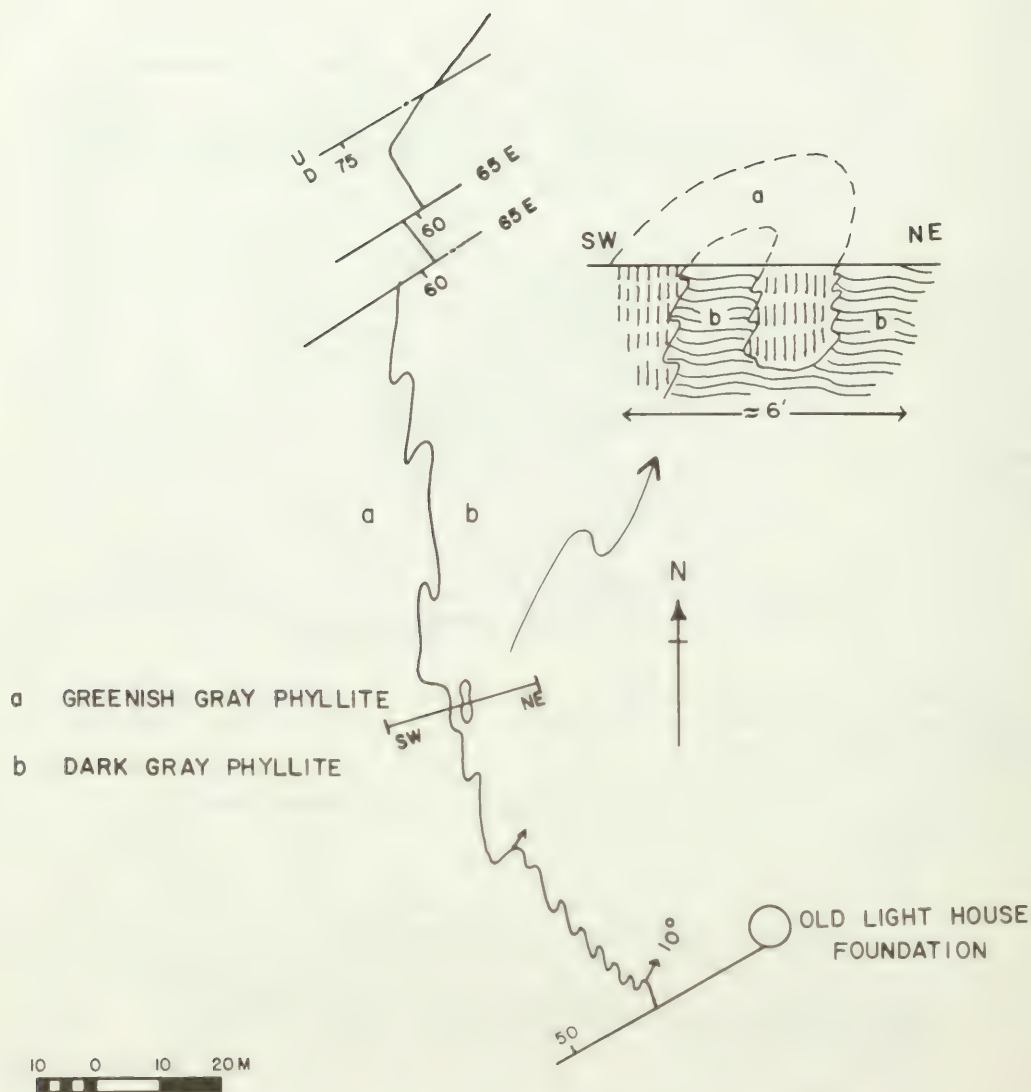 U
D
75
65 E
60
65 E
60
a
SW
NE
b
b
≈ 6'
a
b
N
a GREENISH GRAY PHYLLITE
SW
NE
b DARK GRAY PHYLLITE
10°
OLD LIGHT HOUSE
FOUNDATION
50
10 0 10 20 M